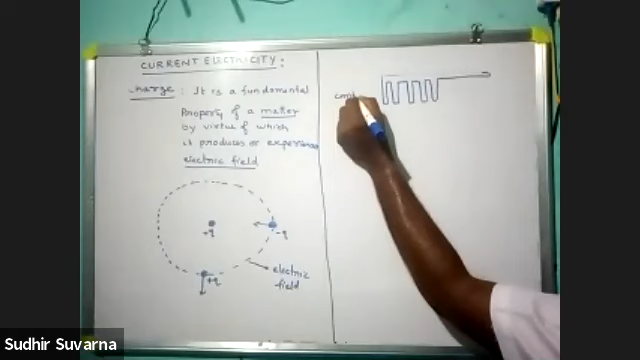 CURRENT ELECTRICITY :
charge : It is a fundamental
Property of a matter
by virtue of which
it produces or experience
electric field
+q
-q
+q
electric
field
Sudhir Suvarna